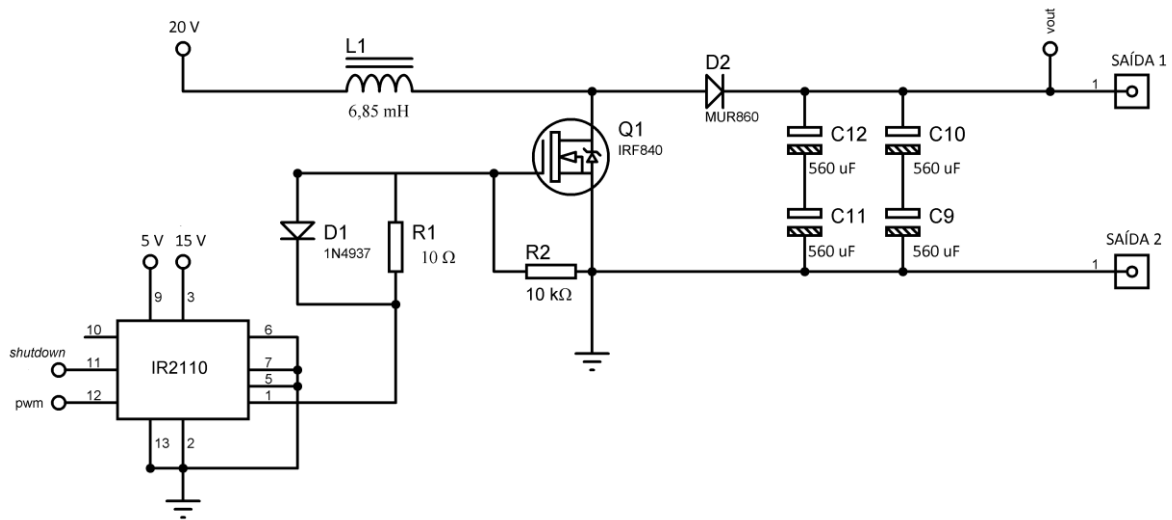 20 V
L1
6,85 mH
D2
MUR860
vout
SAÍDA 1
1
Q1
IRF840
C12
560 uF
C10
560 uF
C11
560 uF
C9
560 uF
D1
1N4937
R1
10 Ω
R2
10 kΩ
SAÍDA 2
1
5 V
15 V
9
3
10
6
shutdown
11
IR2110
7
5
pwm
12
1
13
2